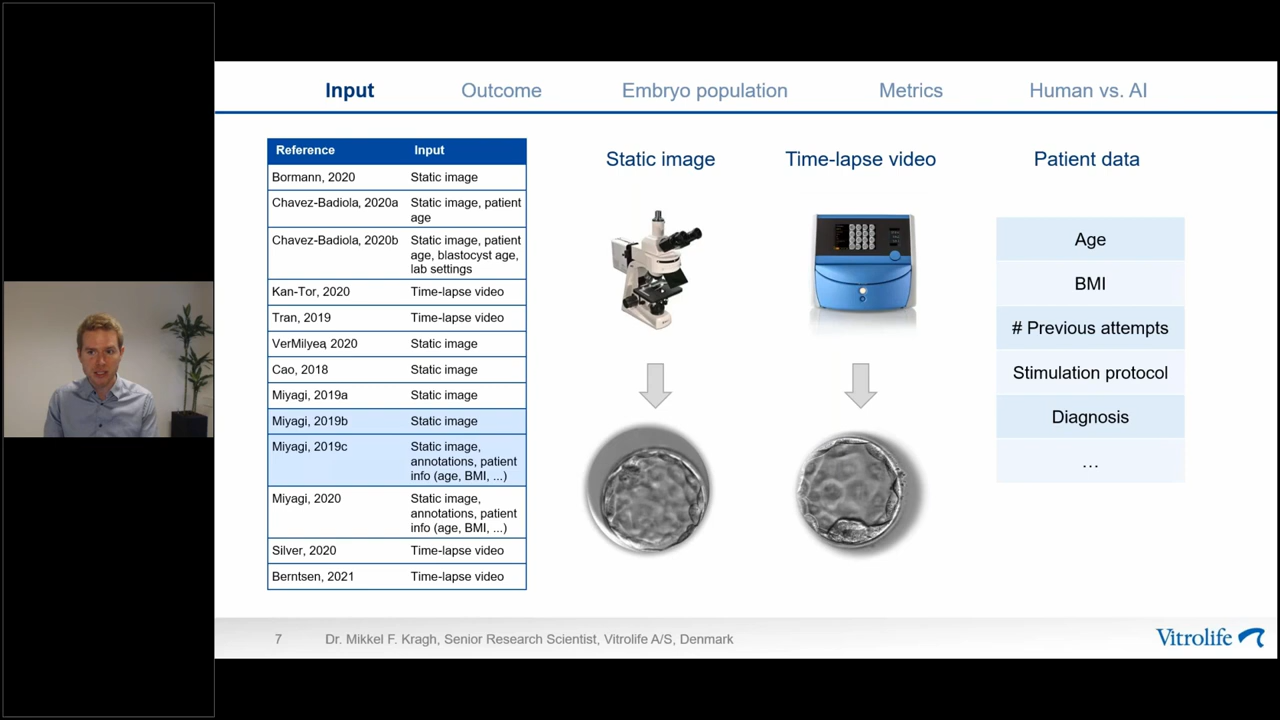 Input Outcome Embryo population Metrics Human vs. AI
Reference Input
Bormann, 2020 Static image
Chavez-Badiola, 2020a Static image, patient
age
Chavez-Badiola, 2020b Static image, patient
age, blastocyst age,
lab settings
Kan-Tor, 2020 Time-lapse video
Tran, 2019 Time-lapse video
VerMilyea, 2020 Static image
Cao, 2018 Static image
Miyagi, 2019a Static image
Miyagi, 2019b Static image
Miyagi, 2019c Static image,
annotations, patient
info (age, BMI, ...)
Miyagi, 2020 Static image,
annotations, patient
info (age, BMI, ...)
Silver, 2020 Time-lapse video
Berntsen, 2021 Time-lapse video
Static image
Time-lapse video
Patient data
Age
BMI
# Previous attempts
Stimulation protocol
Diagnosis
...
7 Dr. Mikkel F. Kragh, Senior Research Scientist, Vitrolife A/S, Denmark
Vitrolife